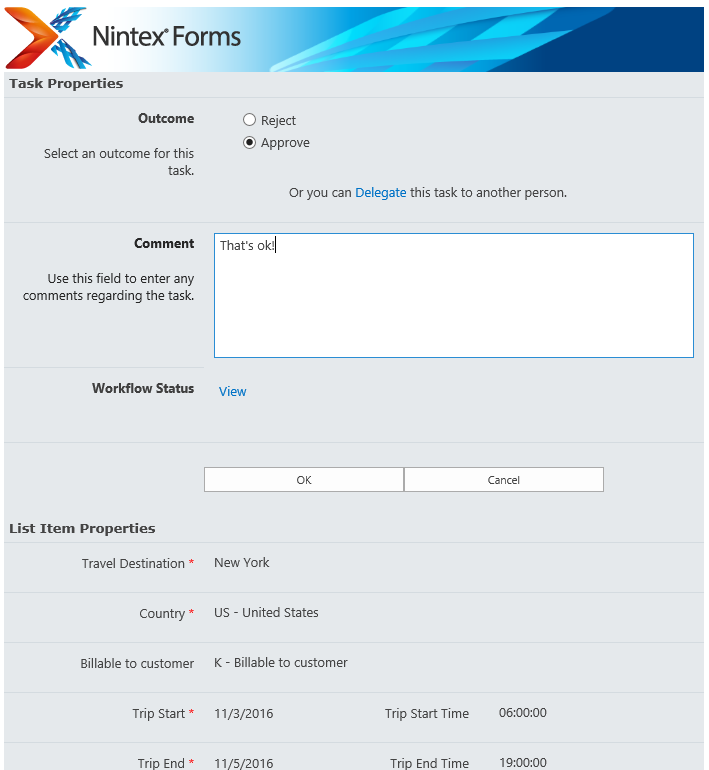 Nintex® Forms
Task Properties
Outcome
Reject
Approve
Select an outcome for this
task.
Or you can Delegate this task to another person.
Comment
That's ok!
Use this field to enter any
comments regarding the task.
Workflow Status View
OK Cancel
List Item Properties
Travel Destination * New York
Country * US - United States
Billable to customer K - Billable to customer
Trip Start * 11/3/2016 Trip Start Time 06:00:00
Trip End * 11/5/2016 Trip End Time 19:00:00